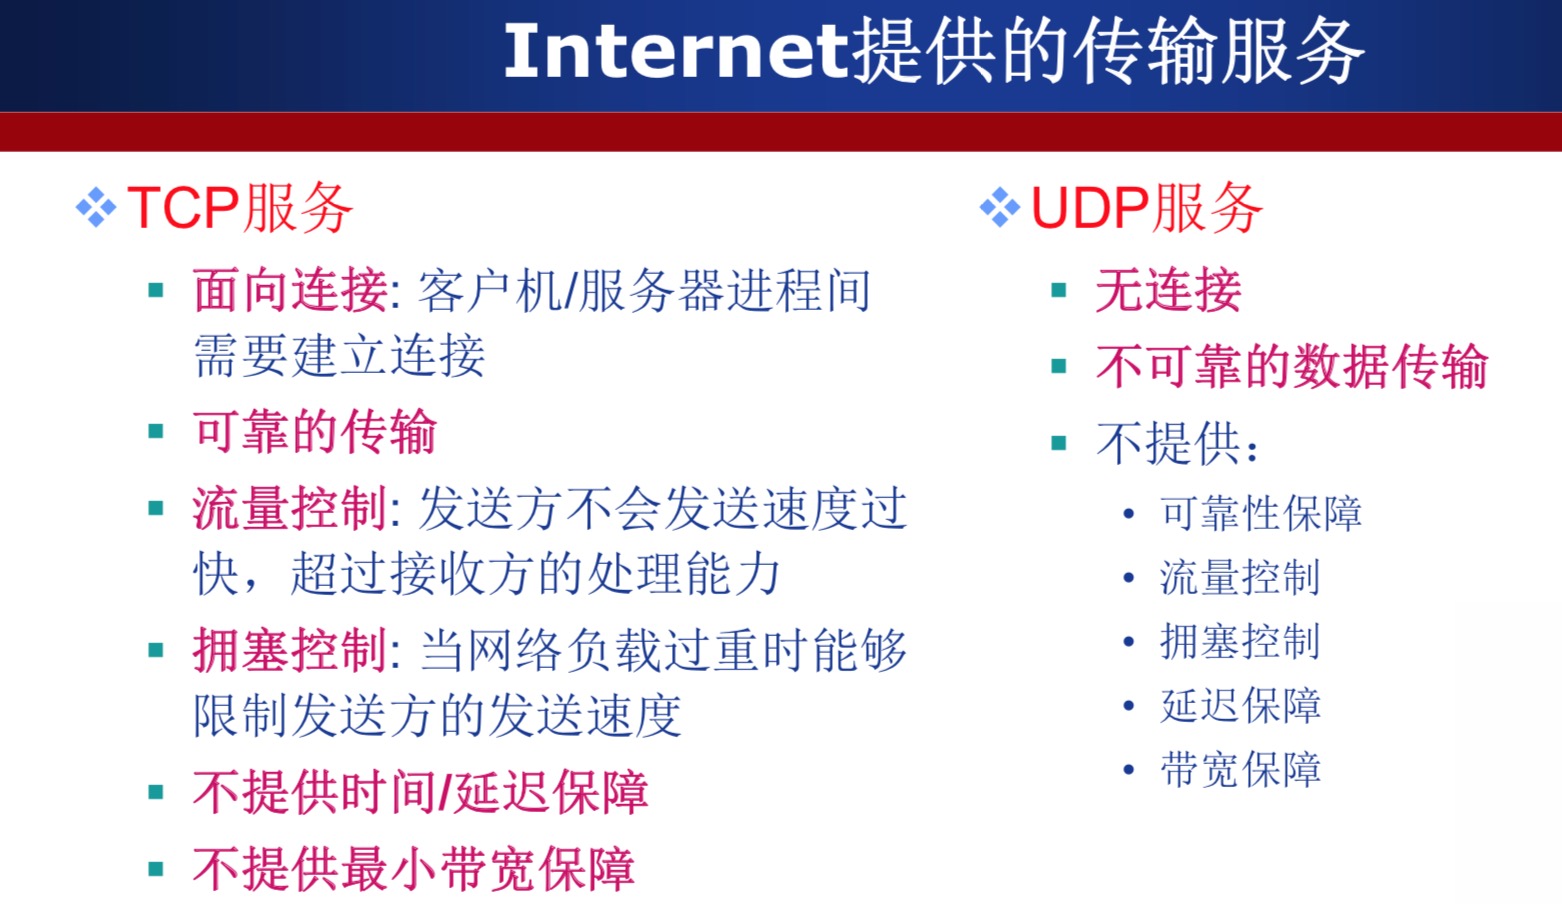 Internet提供的传输服务
TCP服务
面向连接: 客户机/服务器进程间
需要建立连接
可靠的传输
流量控制: 发送方不会发送速度过
快，超过接收方的处理能力
拥塞控制: 当网络负载过重时能够
限制发送方的发送速度
不提供时间/延迟保障
不提供最小带宽保障
UDP服务
无连接
不可靠的数据传输
不提供：
可靠性保障
流量控制
拥塞控制
延迟保障
带宽保障